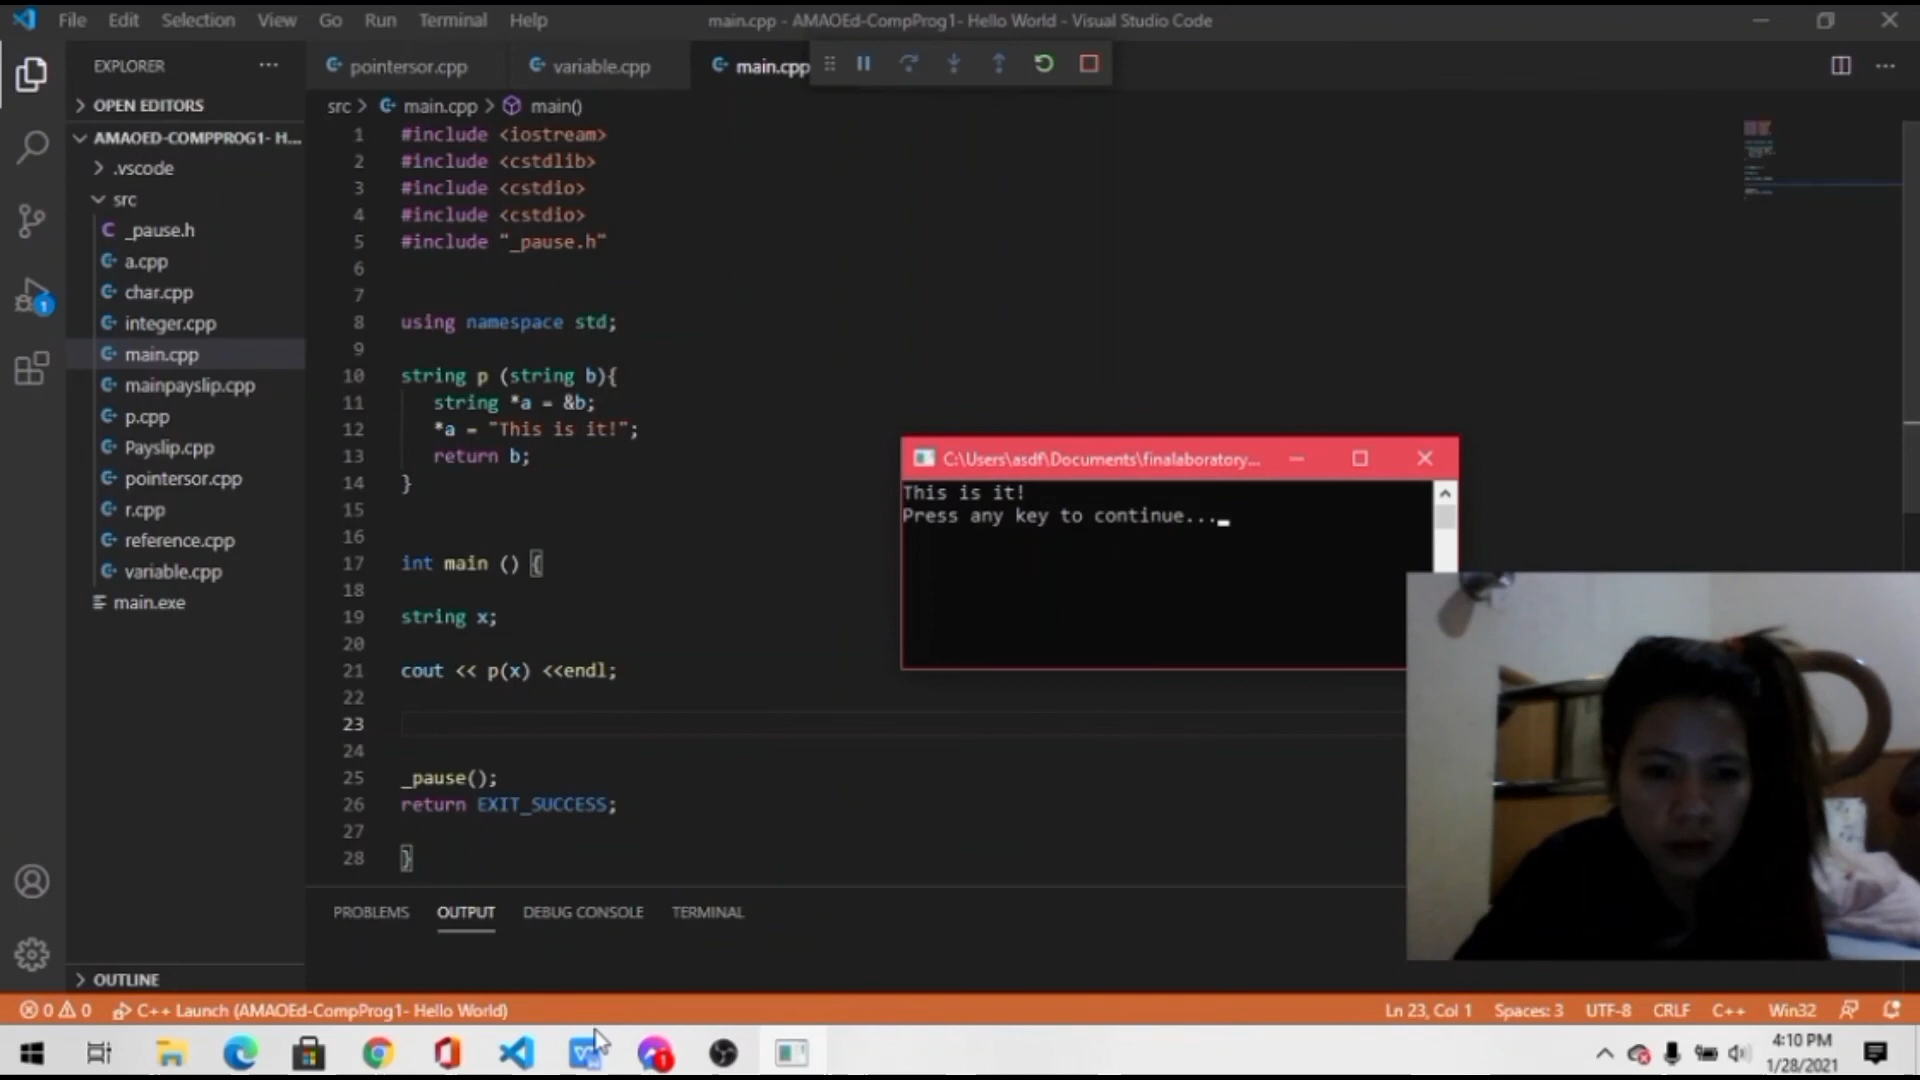 File Edit Selection View Go Run Terminal Help
main.cpp - AMAOEd-CompProg1- Hello World - Visual Studio Code
EXPLORER
pointersor.cpp
variable.cpp
main.cpp
OPEN EDITORS
src > main.cpp > main()
AMAOED-COMPPROG1- H...
.vscode
src
_pause.h
a.cpp
char.cpp
integer.cpp
main.cpp
mainpayslip.cpp
p.cpp
Payslip.cpp
pointersor.cpp
r.cpp
reference.cpp
variable.cpp
main.exe
OUTLINE
1 #include <iostream>
2 #include <cstdlib>
3 #include <cstdio>
4 #include <cstdio>
5 #include "_pause.h"
6
7
8 using namespace std;
9
10 string p (string b){
11 string *a = &b;
12 *a = "This is it!";
13 return b;
14 }
15
16
17 int main () {
18
19 string x;
20
21 cout << p(x) <<endl;
22
23
24
25 _pause();
26 return EXIT_SUCCESS;
27
28 }
C:\Users\asdf\Documents\finalaboratory...
This is it!
Press any key to continue..._
PROBLEMS OUTPUT DEBUG CONSOLE TERMINAL
0 0 C++ Launch (AMAOEd-CompProg1- Hello World)
Ln 23, Col 1 Spaces: 3 UTF-8 CRLF C++ Win32
4:10 PM
1/28/2021